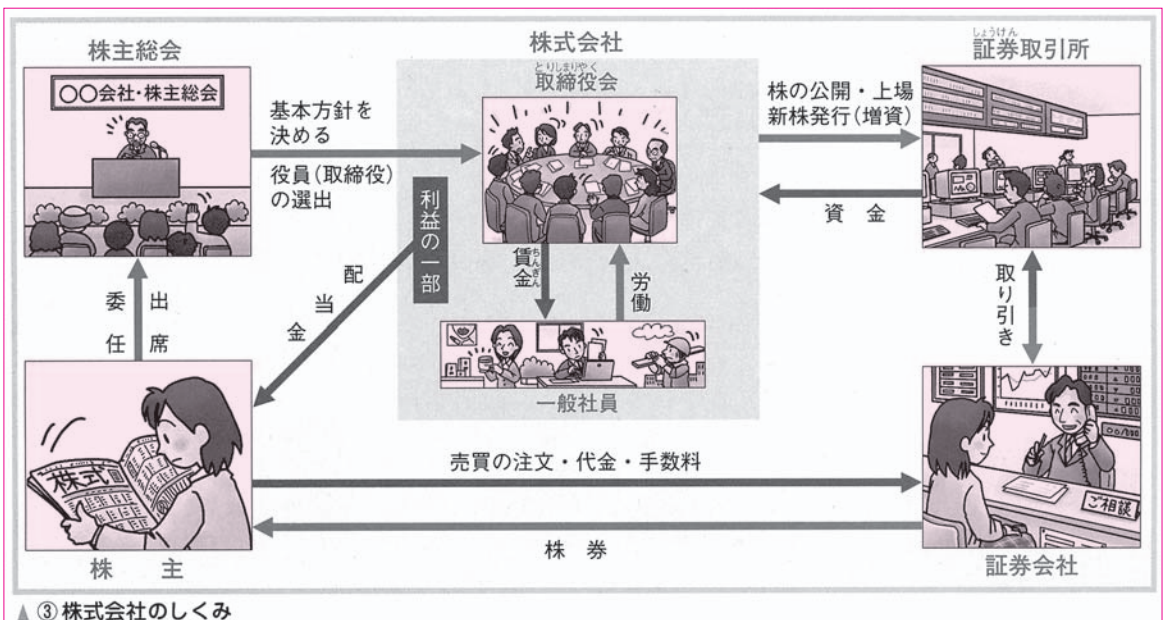 株主総会
〇〇会社・株主総会
基本方針を
決める
役員(取締役)
の選出
株式会社
とりしまりやく
取締役会
利益の一部
賃金
ちんぎん
労働
一般社員
株の公開・上場
新株発行(増資)
資金
しょうけん
証券取引所
取り引き
委任
出席
配当金
株式
株主
売買の注文・代金・手数料
株券
ご相談
証券会社
▲ ③株式会社のしくみ